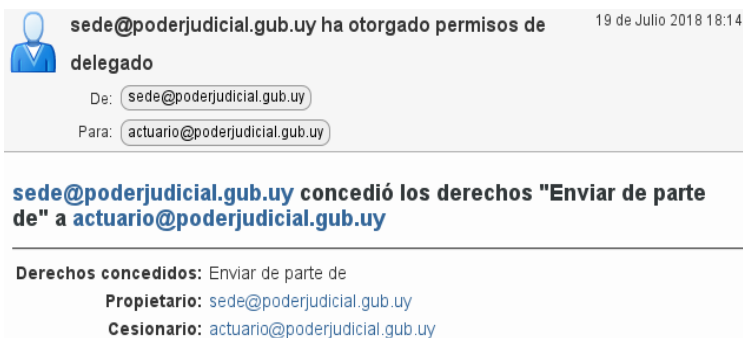 sede@poderjudicial.gub.uy ha otorgado permisos de
19 de Julio 2018 18:14
delegado
De: sede@poderjudicial.gub.uy
Para: actuario@poderjudicial.gub.uy
sede@poderjudicial.gub.uy concedió los derechos "Enviar de parte
de" a actuario@poderjudicial.gub.uy
Derechos concedidos: Enviar de parte de
Propietario: sede@poderjudicial.gub.uy
Cesionario: actuario@poderjudicial.gub.uy